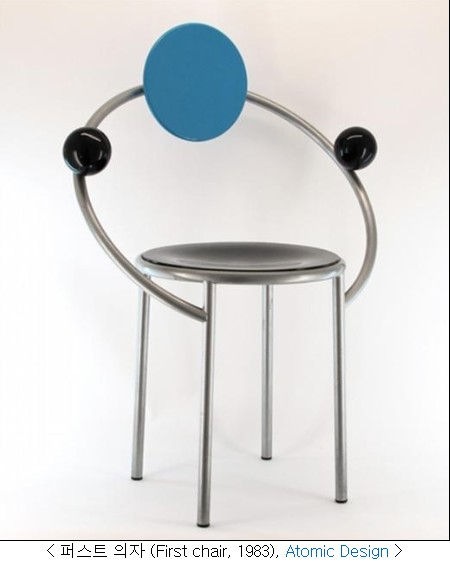 < 퍼스트 의자 (First chair, 1983), Atomic Design >